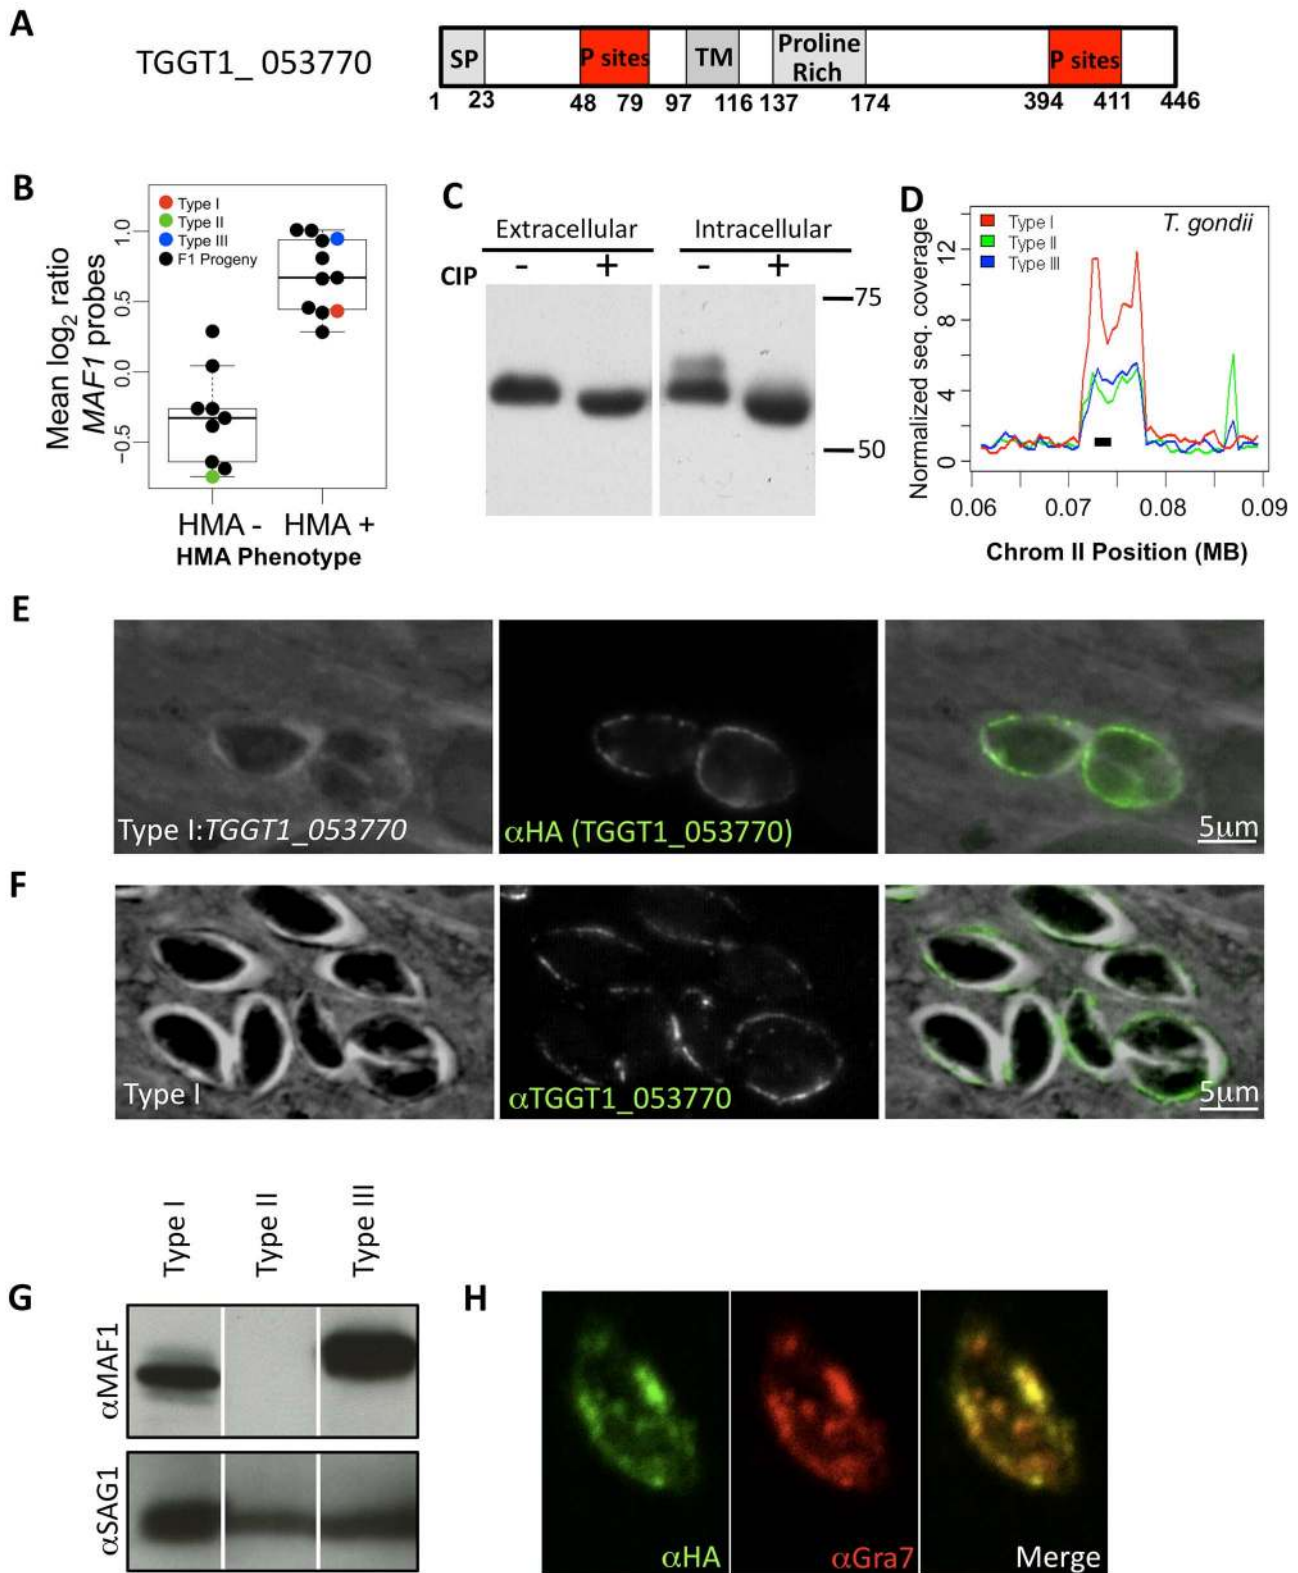 A
TGGT1_ 053770
SP
P sites
TM
Proline Rich
P sites
1 23 48 79 97 116 137 174 394 411 446
B
Mean log2 ratio
MAF1 probes
1.0
0.5
0.0
−0.5
Type I
Type II
Type III
F1 Progeny
HMA - HMA +
HMA Phenotype
C
Extracellular Intracellular
CIP - + - +
75
50
D
Normalized seq. coverage
12
8
4
0
Type I
Type II
Type III
T. gondii
0.06 0.07 0.08 0.09
Chrom II Position (MB)
E
Type I:TGGT1_053770
αHA (TGGT1_053770)
5μm
F
Type I
αTGGT1_053770
5μm
G
Type I
Type II
Type III
αMAF1
αSAG1
H
αHA
αGra7
Merge